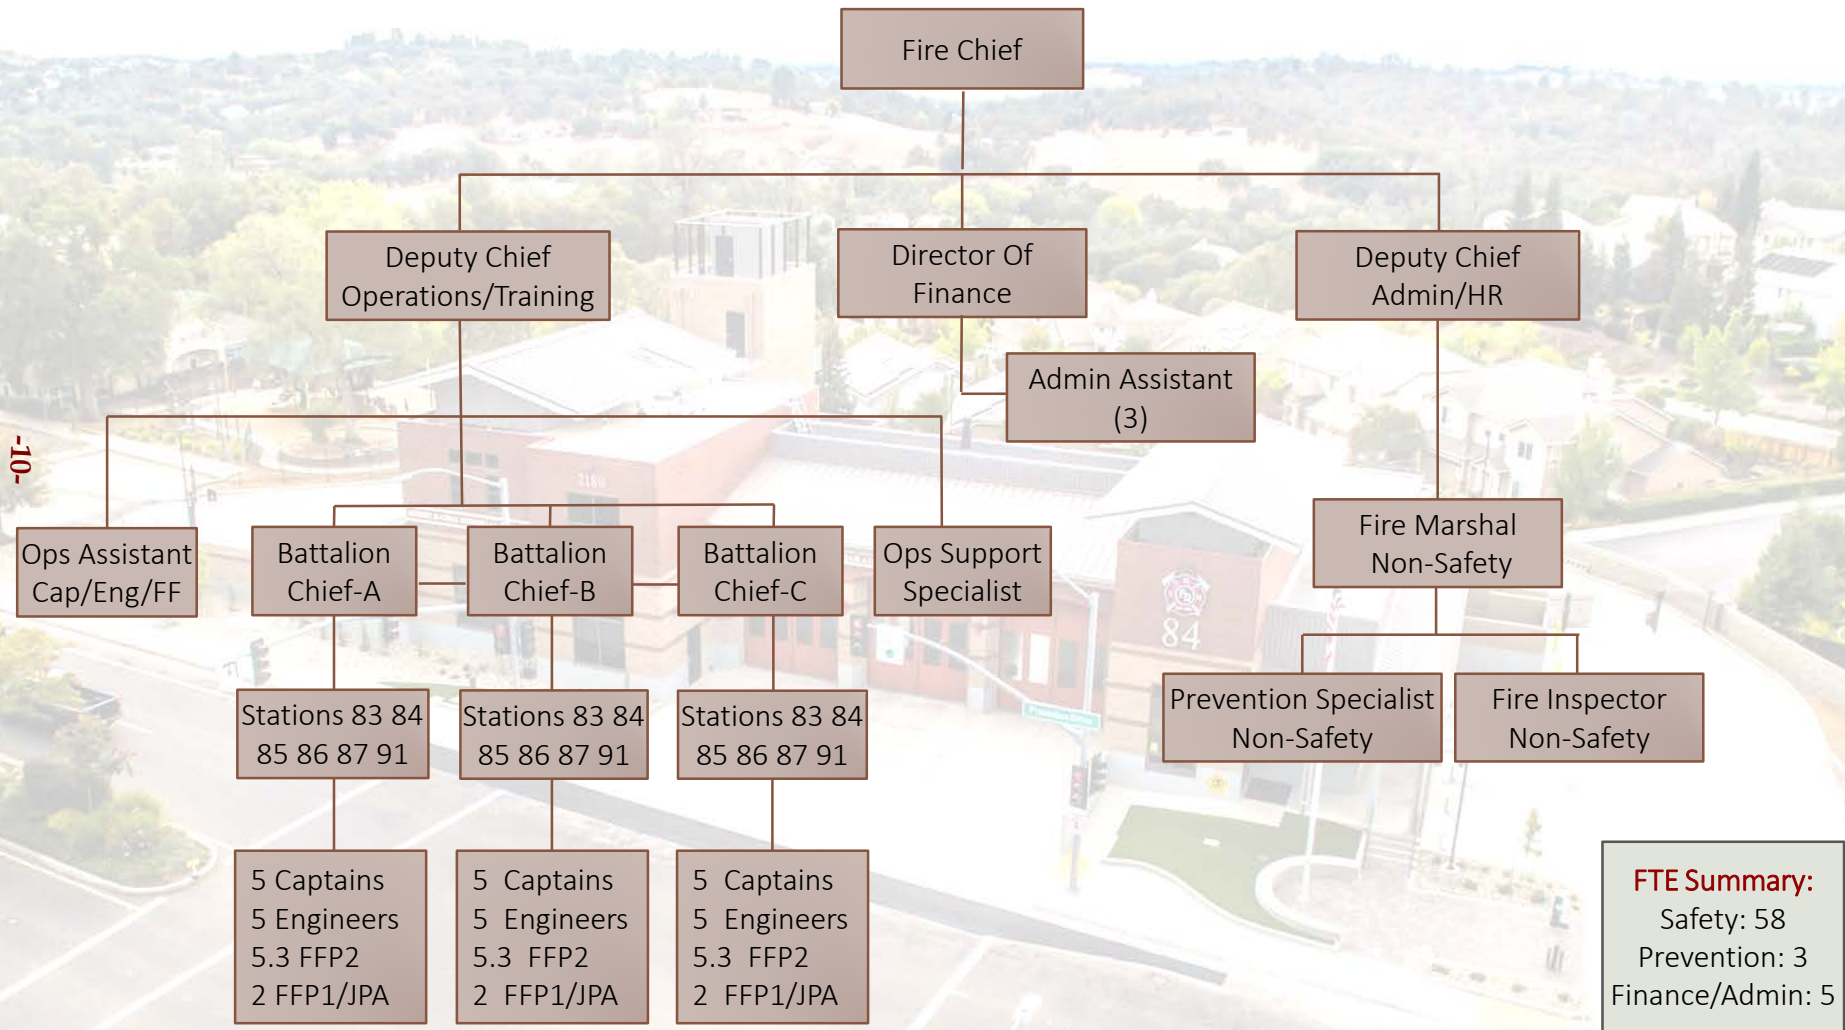 Fire Chief
Deputy Chief
Operations/Training
Director Of
Finance
Deputy Chief
Admin/HR
Admin Assistant
(3)
-10-
Ops Assistant
Cap/Eng/FF
Battalion
Chief-A
Battalion
Chief-B
Battalion
Chief-C
Ops Support
Specialist
Fire Marshal
Non-Safety
Stations 83 84
85 86 87 91
Stations 83 84
85 86 87 91
Stations 83 84
85 86 87 91
Prevention Specialist
Non-Safety
Fire Inspector
Non-Safety
5 Captains
5 Engineers
5.3 FFP2
2 FFP1/JPA
5 Captains
5 Engineers
5.3 FFP2
2 FFP1/JPA
5 Captains
5 Engineers
5.3 FFP2
2 FFP1/JPA
FTE Summary:
Safety: 58
Prevention: 3
Finance/Admin: 5
2180
84